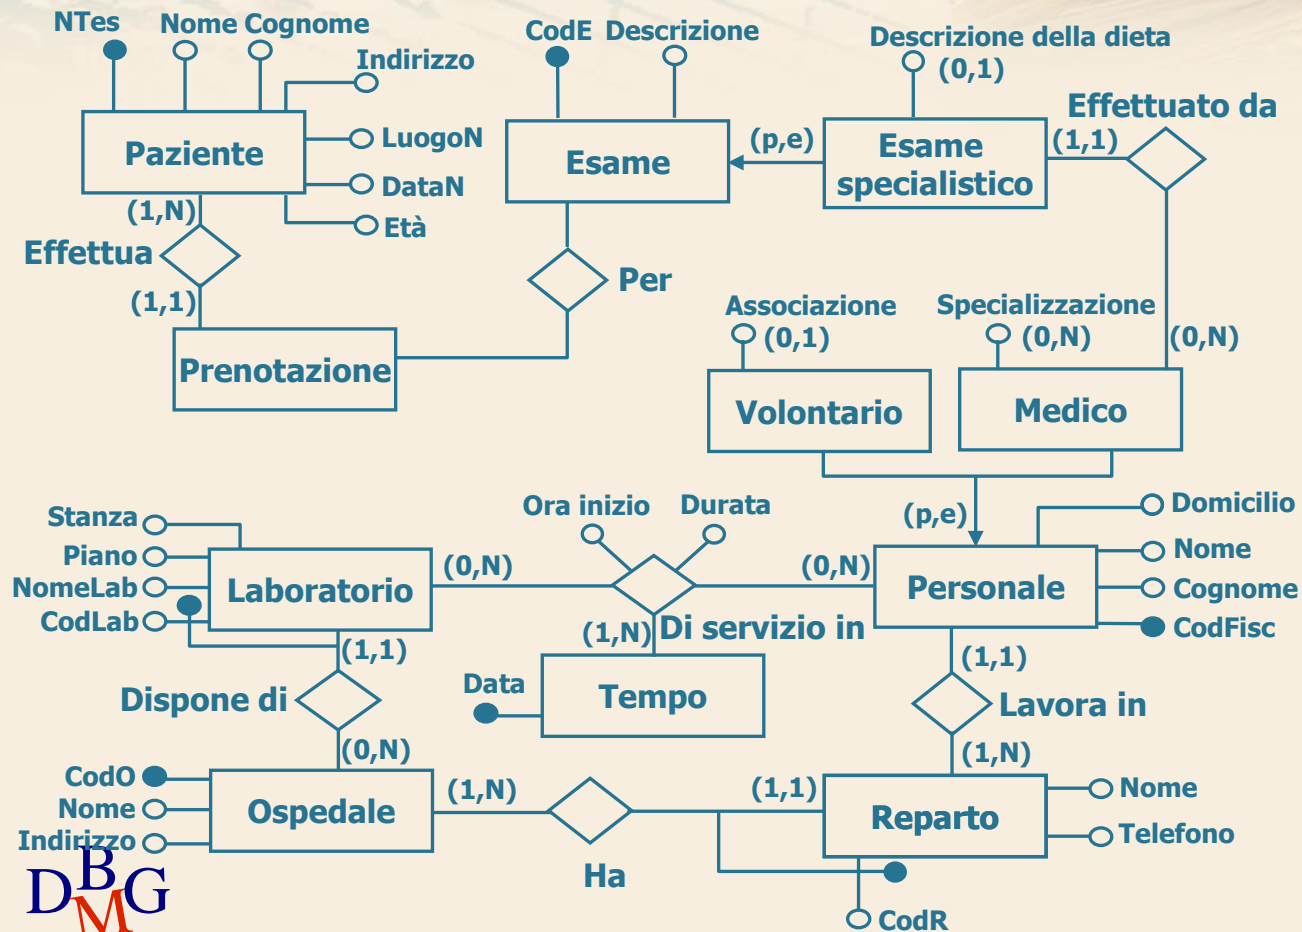 NTes
Nome Cognome
Indirizzo
LuogoN
DataN
Età
Paziente
(1,N)
Effettua
(1,1)
Prenotazione
CodE Descrizione
Esame
Per
(p,e)
Descrizione della dieta
(0,1)
Esame
specialistico
(1,1)
Effettuato da
(0,N)
Associazione
(0,1)
Volontario
Specializzazione
(0,N)
Medico
(p,e)
Domicilio
Nome
Cognome
CodFisc
Personale
(0,N)
Ora inizio
Durata
(0,N)
Di servizio in
(1,N)
Data
Tempo
Stanza
Piano
NomeLab
CodLab
Laboratorio
(1,1)
Dispone di
(0,N)
CodO
Nome
Indirizzo
Ospedale
(1,N)
Ha
(1,1)
(1,1)
Lavora in
(1,N)
Reparto
Nome
Telefono
CodR
DBMG